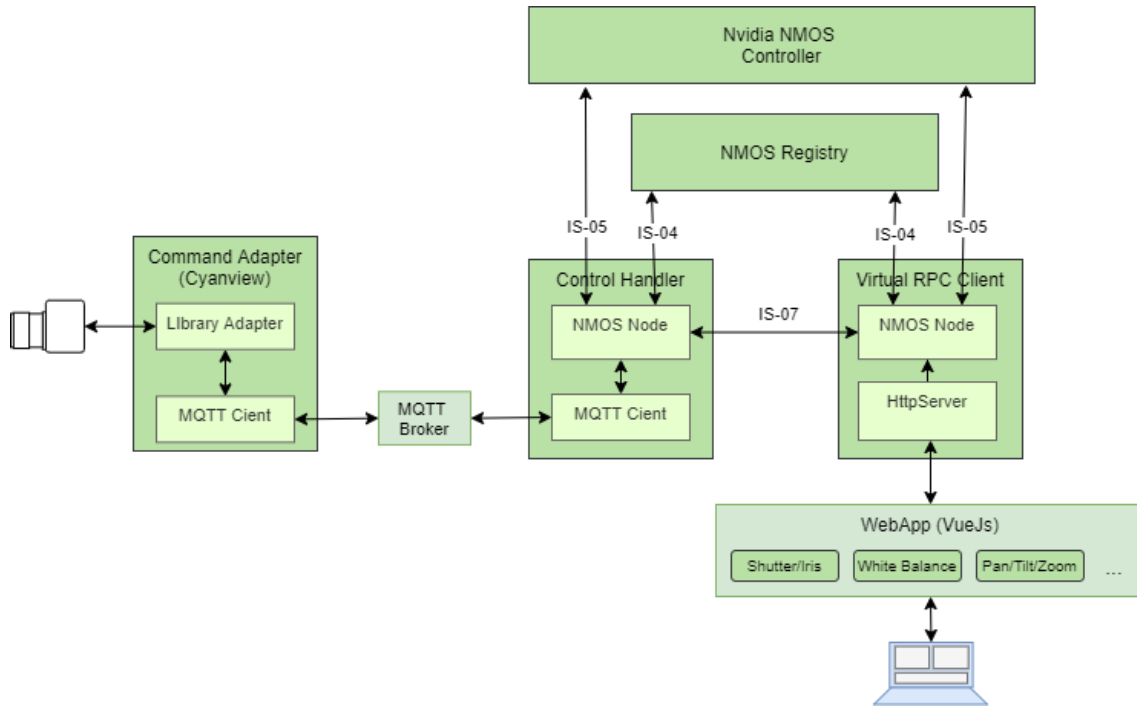 Nvidia NMOS
Controller
NMOS Registry
IS-05
IS-04
IS-04
IS-05
Command Adapter
(Cyanview)
LIbrary Adapter
MQTT Cient
MQTT
Broker
Control Handler
NMOS Node
MQTT Cient
IS-07
Virtual RPC Client
NMOS Node
HttpServer
WebApp (VueJs)
Shutter/Iris
White Balance
Pan/Tilt/Zoom
...